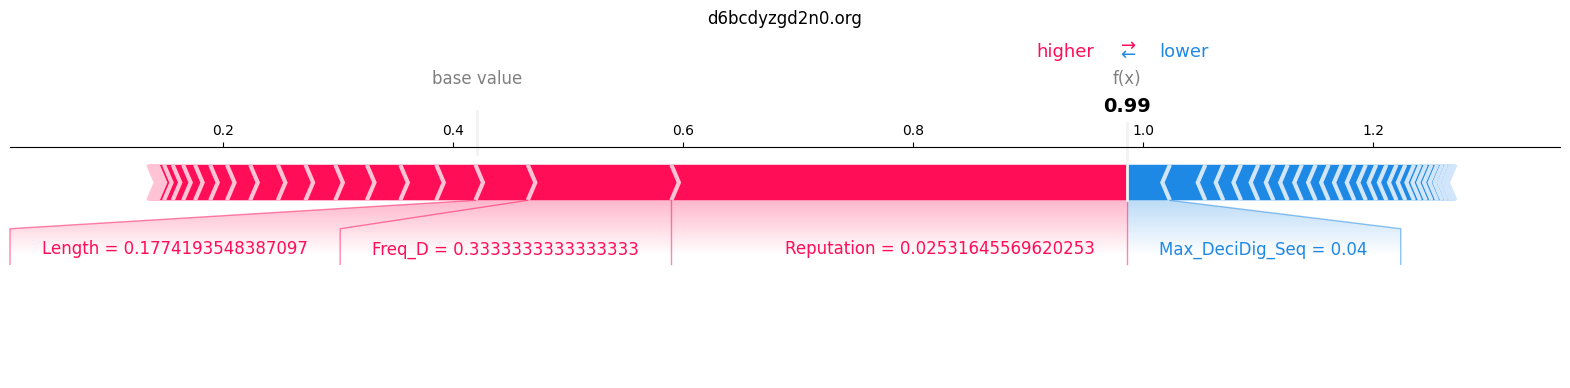 d6bcdyzgd2n0.org
higher ⇄ lower
base value f(x)
0.99
0.2 0.4 0.6 0.8 1.0 1.2
Length = 0.1774193548387097 Freq_D = 0.3333333333333333 Reputation = 0.02531645569620253 Max_DeciDig_Seq = 0.04